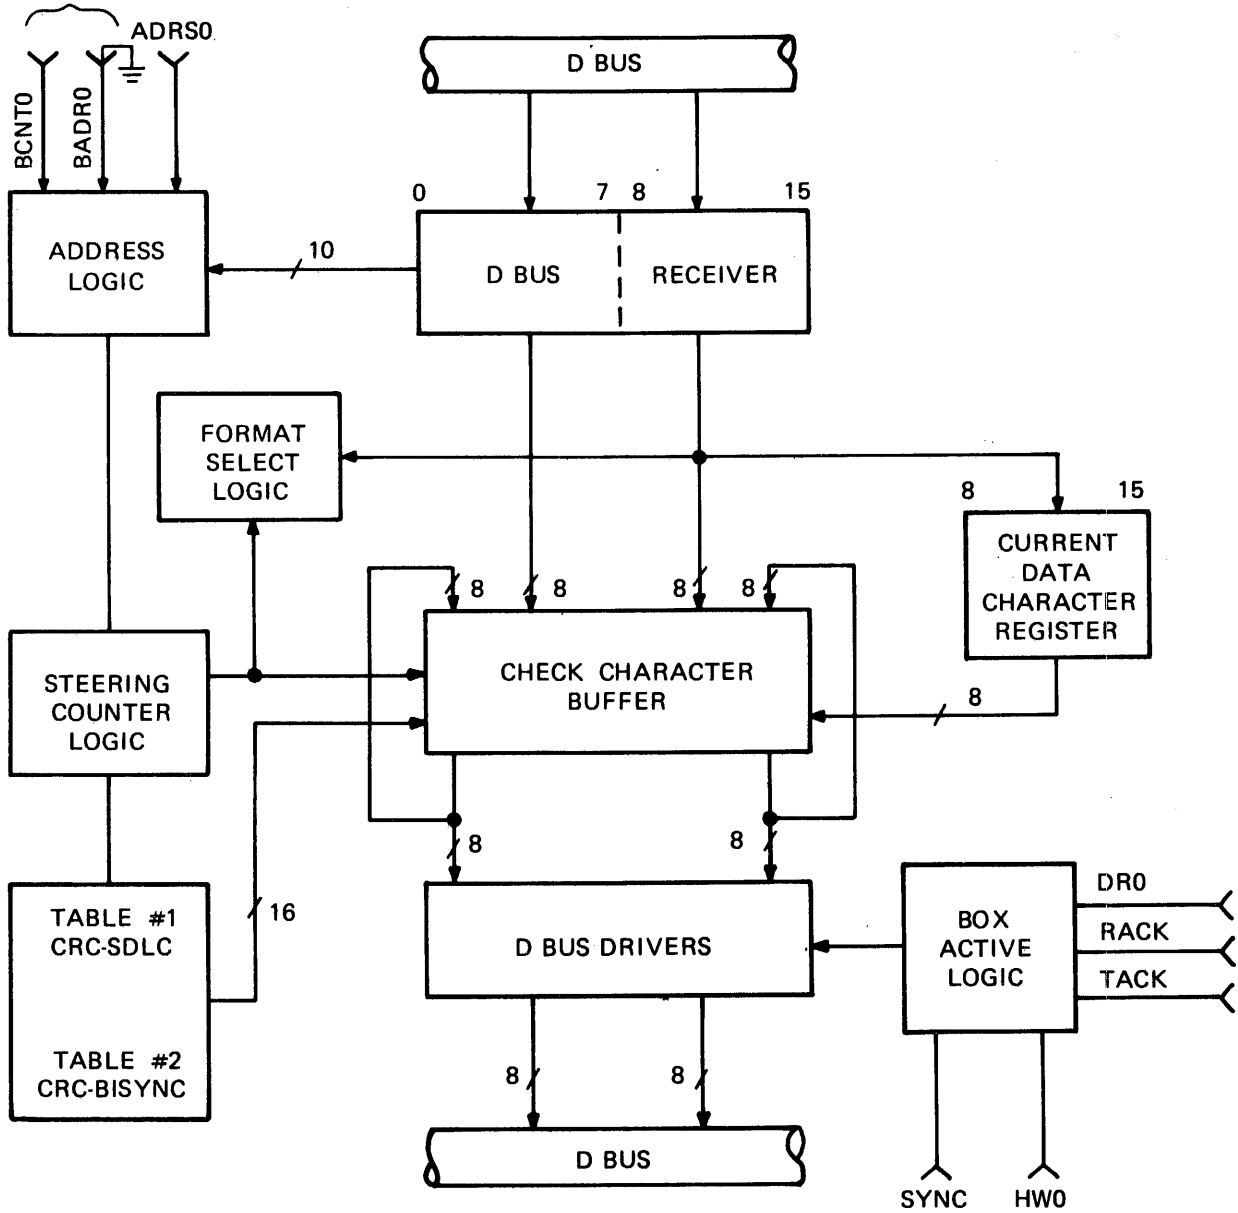 ADRS0
BCNT0
BADR0
D BUS
0 7 8 15
ADDRESS
LOGIC
10
D BUS
RECEIVER
FORMAT
SELECT
LOGIC
8 15
CURRENT
DATA
CHARACTER
REGISTER
8 8 8 8
STEERING
COUNTER
LOGIC
CHECK CHARACTER
BUFFER
8
8 8
TABLE #1
CRC-SDLC
16
TABLE #2
CRC-BISYNC
D BUS DRIVERS
BOX
ACTIVE
LOGIC
DR0
RACK
TACK
8 8
D BUS
SYNC HW0